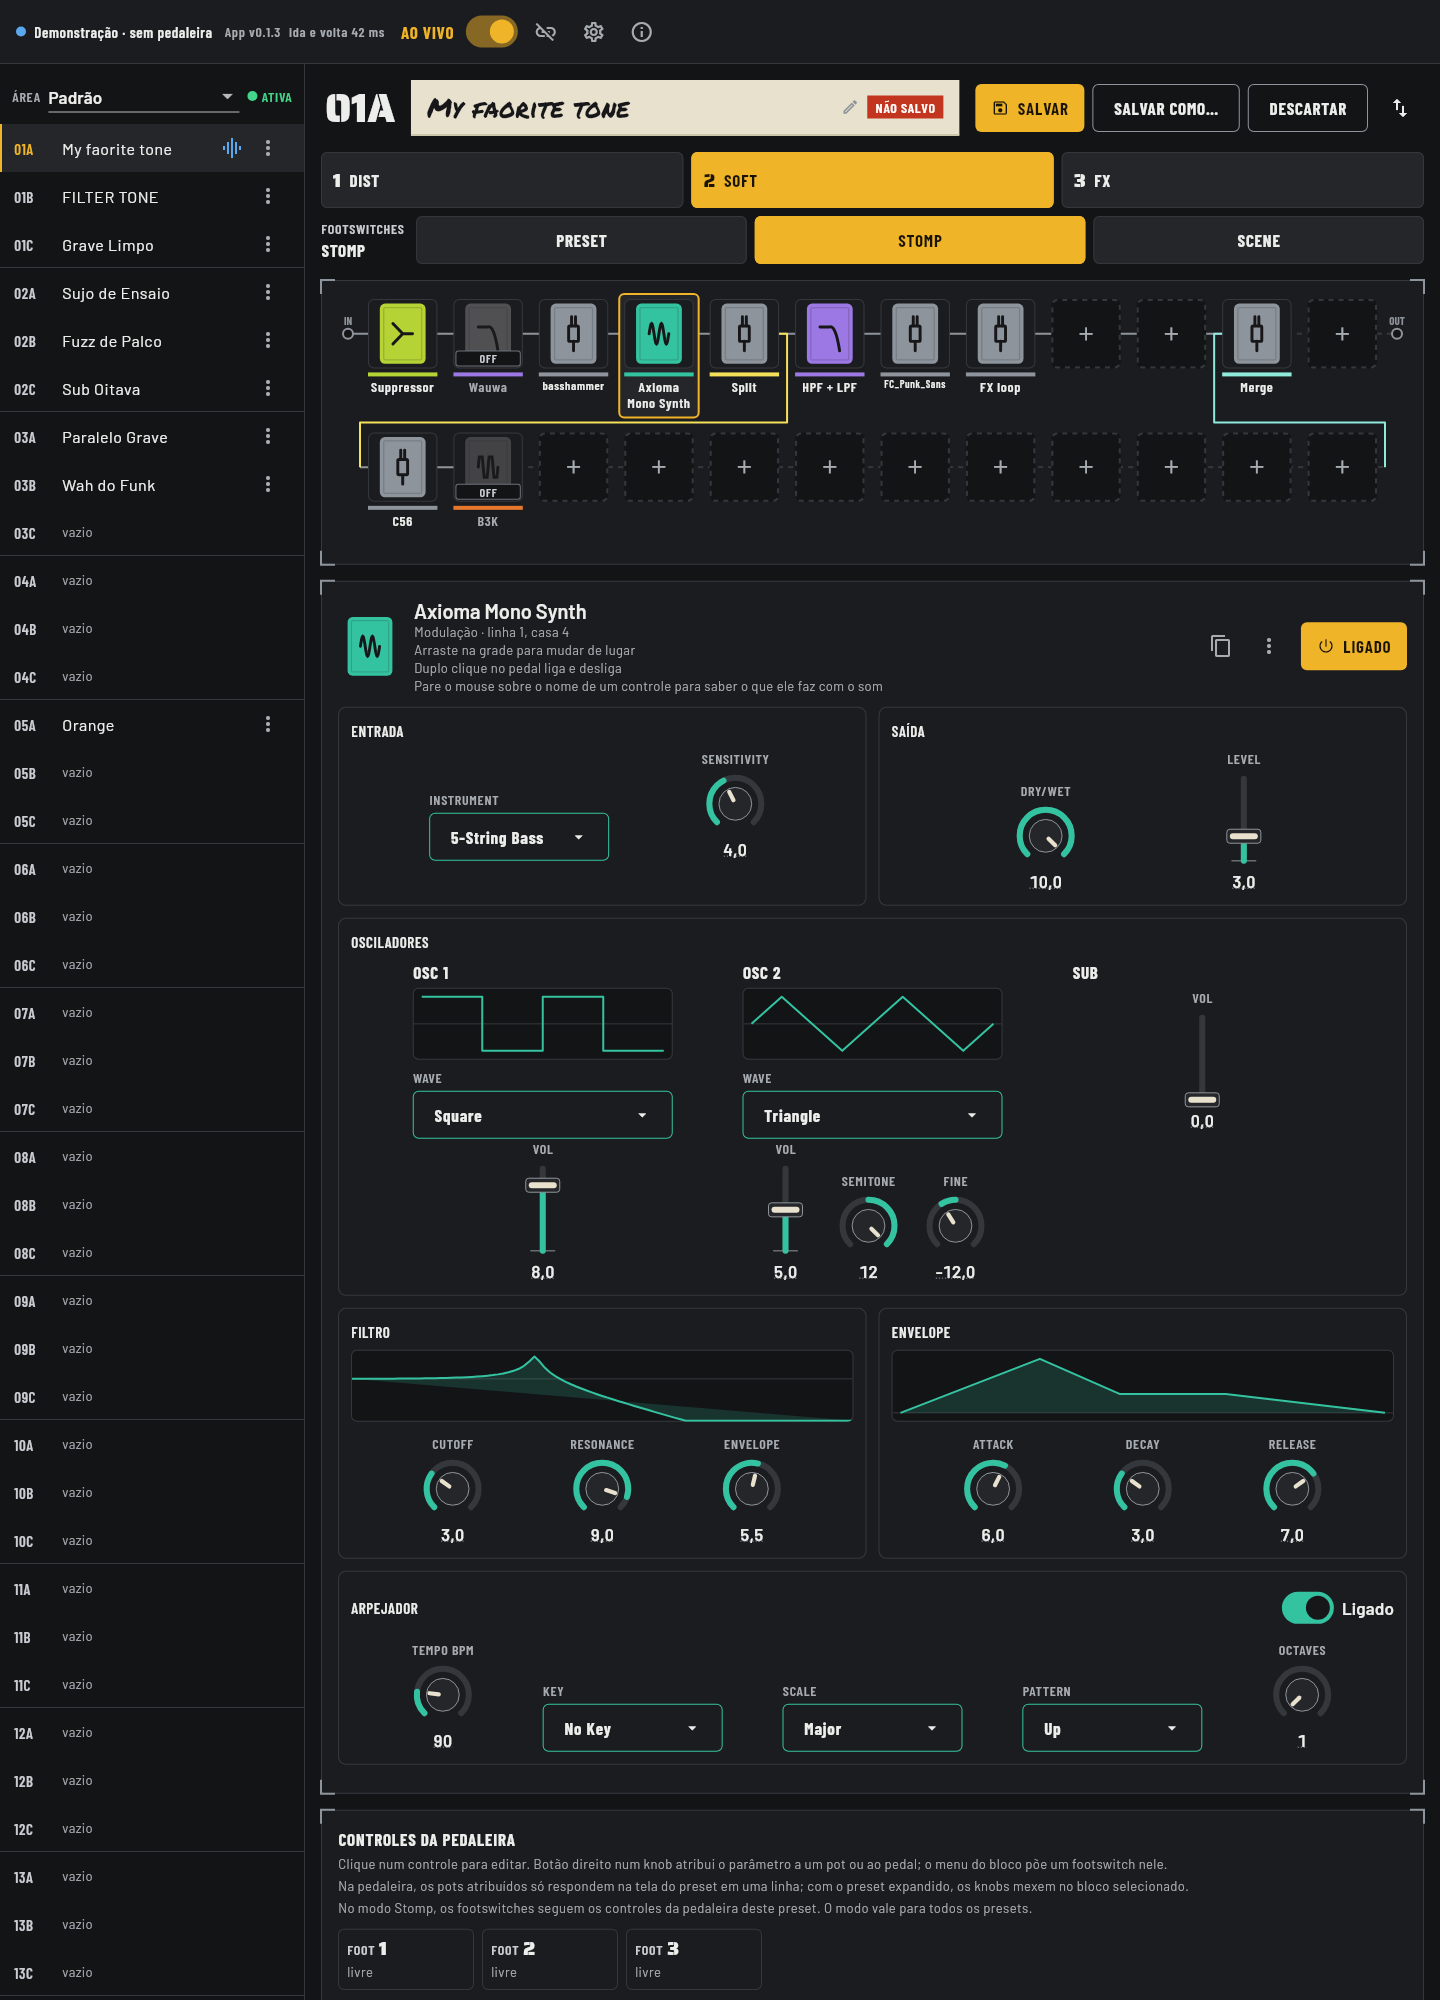 Demonstração · sem pedaleira App v0.1.3 Ida e volta 42 ms AO VIVO
ÁREA Padrão ATIVA
01A My faorite tone
01B FILTER TONE
01C Grave Limpo
02A Sujo de Ensaio
02B Fuzz de Palco
02C Sub Oitava
03A Paralelo Grave
03B Wah do Funk
03C vazio
04A vazio
04B vazio
04C vazio
05A Orange
05B vazio
05C vazio
06A vazio
06B vazio
06C vazio
07A vazio
07B vazio
07C vazio
08A vazio
08B vazio
08C vazio
09A vazio
09B vazio
09C vazio
10A vazio
10B vazio
10C vazio
11A vazio
11B vazio
11C vazio
12A vazio
12B vazio
12C vazio
13A vazio
13B vazio
13C vazio
01A My faorite tone NÃO SALVO SALVAR SALVAR COMO... DESCARTAR
1 DIST 2 SOFT 3 FX
FOOTSWITCHES
STOMP PRESET STOMP SCENE
IN OUT
OFF
Suppressor Wauwa basshammer Axioma Mono Synth Split HPF + LPF FC_Punk_Sans FX loop Merge
OFF
C56 B3K
Axioma Mono Synth
Modulação · linha 1, casa 4
Arraste na grade para mudar de lugar
Duplo clique no pedal liga e desliga
Pare o mouse sobre o nome de um controle para saber o que ele faz com o som
LIGADO
ENTRADA
INSTRUMENT SENSITIVITY
5-String Bass 4,0
SAÍDA
DRY/WET LEVEL
10,0 3,0
OSCILADORES
OSC 1 OSC 2 SUB
VOL
WAVE WAVE
Square Triangle 0,0
VOL VOL SEMITONE FINE
8,0 5,0 12 -12,0
FILTRO
CUTOFF RESONANCE ENVELOPE
3,0 9,0 5,5
ENVELOPE
ATTACK DECAY RELEASE
6,0 3,0 7,0
ARPEJADOR Ligado
TEMPO BPM KEY SCALE PATTERN OCTAVES
90 No Key Major Up 1
CONTROLES DA PEDALEIRA
Clique num controle para editar. Botão direito num knob atribui o parâmetro a um pot ou ao pedal; o menu do bloco põe um footswitch nele.
Na pedaleira, os pots atribuídos só respondem na tela do preset em uma linha; com o preset expandido, os knobs mexem no bloco selecionado.
No modo Stomp, os footswitches seguem os controles da pedaleira deste preset. O modo vale para todos os presets.
FOOT 1 FOOT 2 FOOT 3
livre livre livre